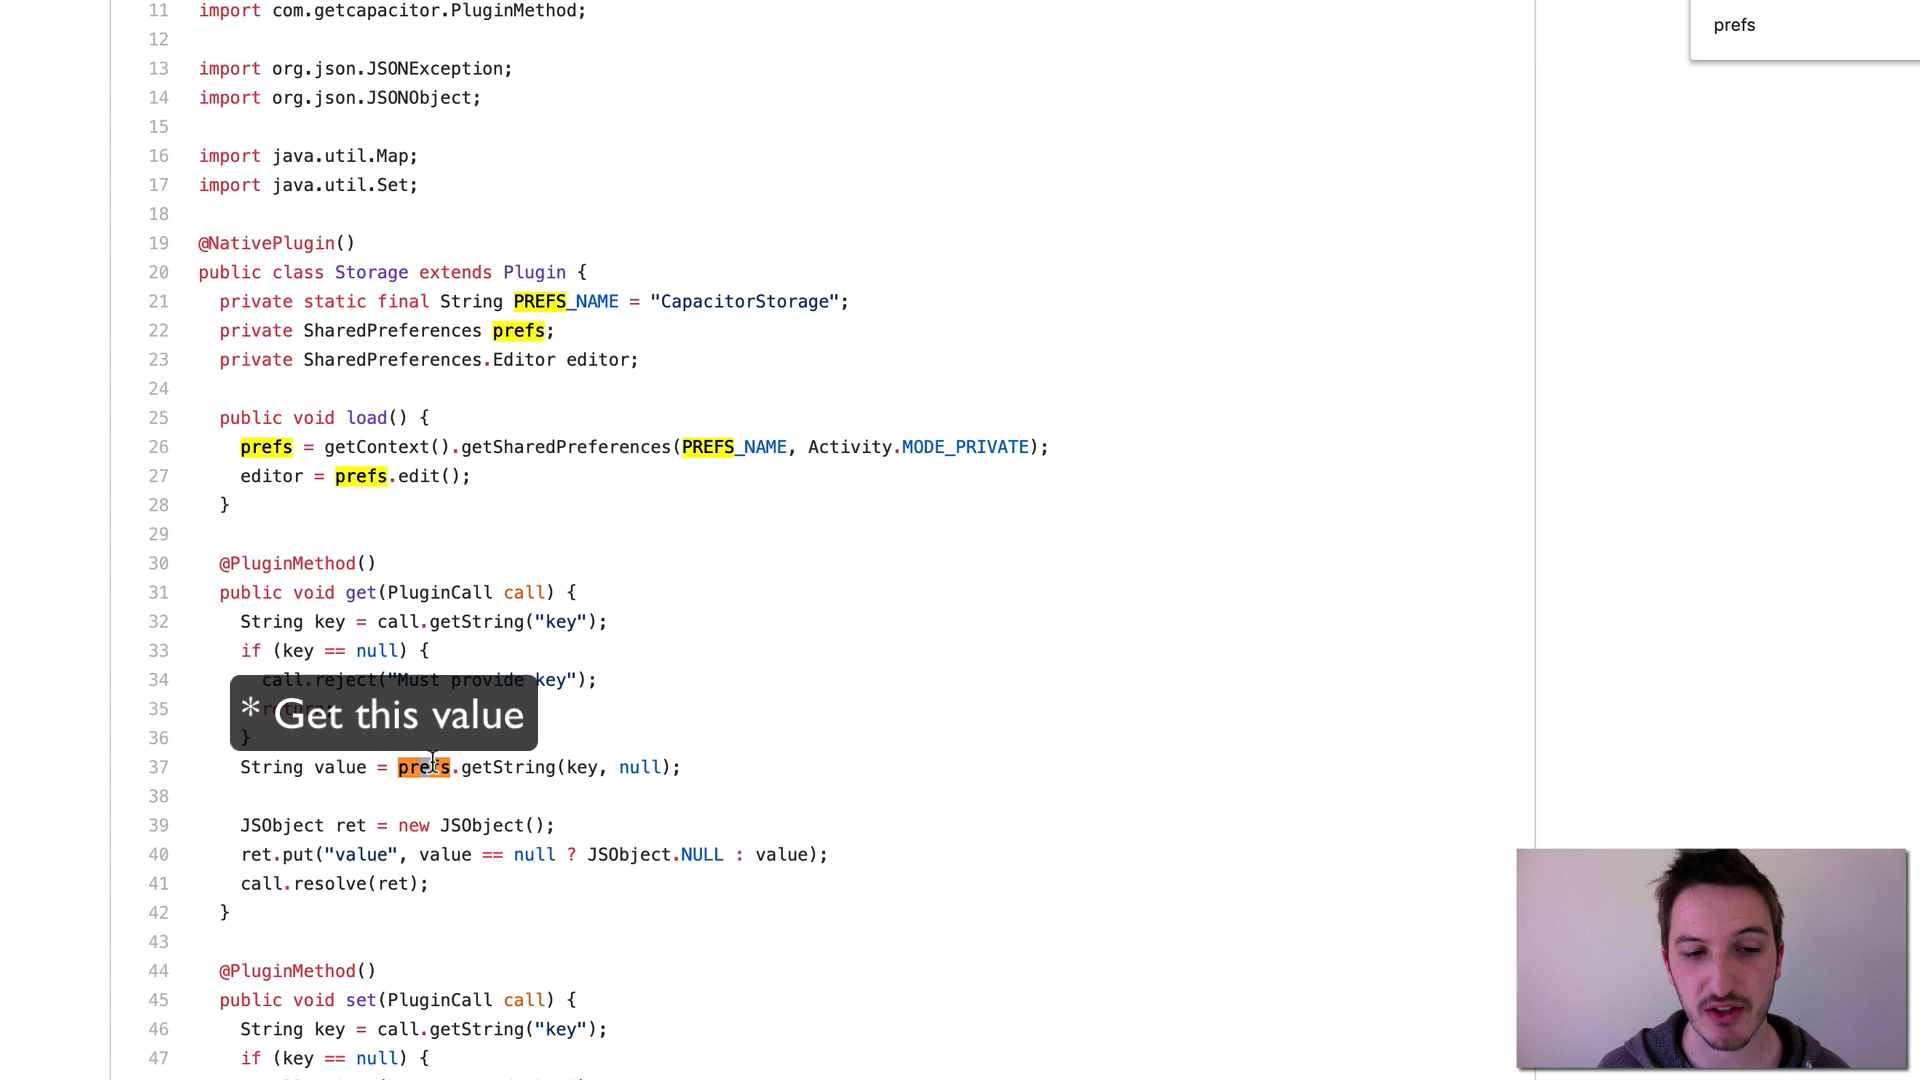 11 import com.getcapacitor.PluginMethod;
prefs
12
13 import org.json.JSONException;
14 import org.json.JSONObject;
15
16 import java.util.Map;
17 import java.util.Set;
18
19 @NativePlugin()
20 public class Storage extends Plugin {
21 private static final String PREFS_NAME = "CapacitorStorage";
22 private SharedPreferences prefs;
23 private SharedPreferences.Editor editor;
24
25 public void load() {
26 prefs = getContext().getSharedPreferences(PREFS_NAME, Activity.MODE_PRIVATE);
27 editor = prefs.edit();
28 }
29
30 @PluginMethod()
31 public void get(PluginCall call) {
32 String key = call.getString("key");
33 if (key == null) {
34 call.reject("Must provide key");
35 return;
* Get this value
36 }
37 String value = prefs.getString(key, null);
38
39 JSObject ret = new JSObject();
40 ret.put("value", value == null ? JSObject.NULL : value);
41 call.resolve(ret);
42 }
43
44 @PluginMethod()
45 public void set(PluginCall call) {
46 String key = call.getString("key");
47 if (key == null) {